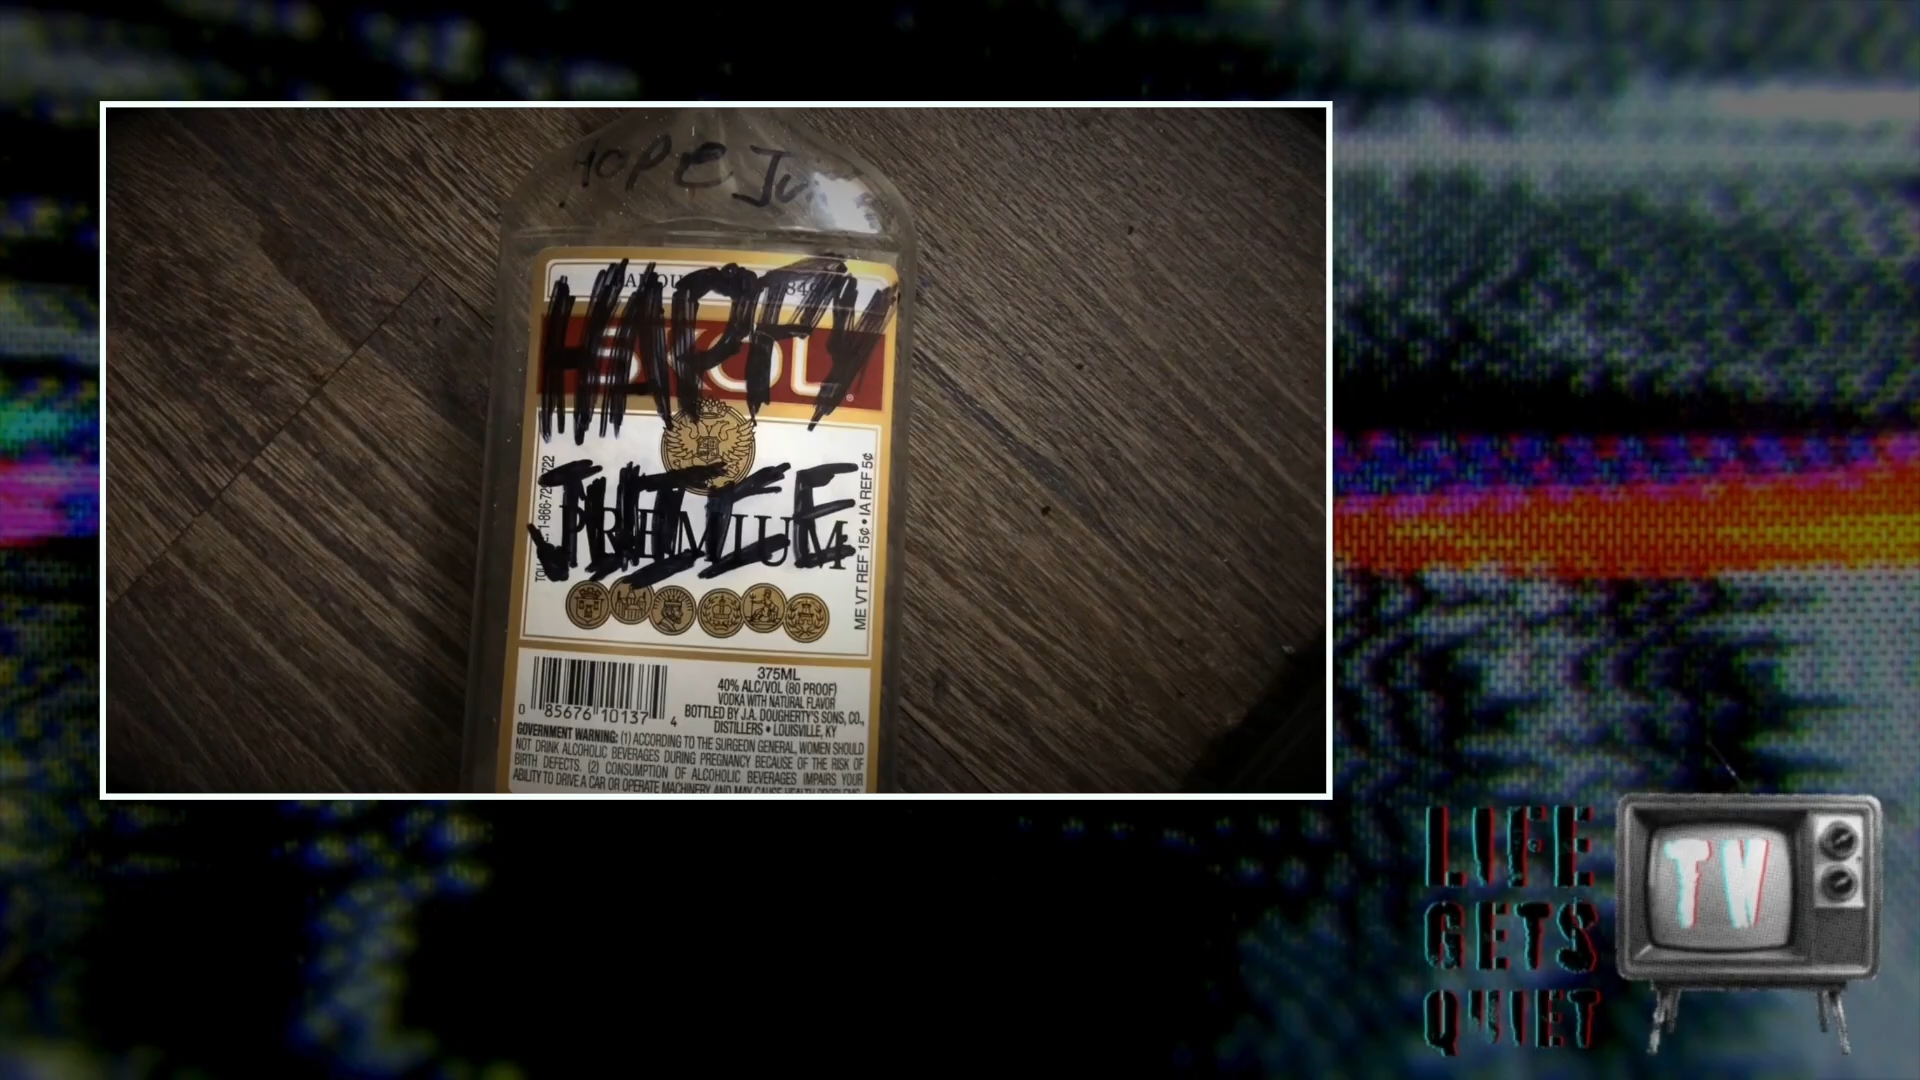 HOPE JUI
HAPPY
SKOL
JUICE
PREMIUM
ME VT REF 15¢ • IA REF 5¢
375ML
40% ALC/VOL (80 PROOF)
VODKA WITH NATURAL FLAVOR
BOTTLED BY J.A. DOUGHERTY'S SONS, CO.,
DISTILLERS • LOUISVILLE, KY
0 85676 10137 4
GOVERNMENT WARNING: (1) ACCORDING TO THE SURGEON GENERAL, WOMEN SHOULD
NOT DRINK ALCOHOLIC BEVERAGES DURING PREGNANCY BECAUSE OF THE RISK OF
BIRTH DEFECTS. (2) CONSUMPTION OF ALCOHOLIC BEVERAGES IMPAIRS YOUR
ABILITY TO DRIVE A CAR OR OPERATE MACHINERY, AND MAY CAUSE HEALTH PROBLEMS.
LIFE
GETS
QUIET
TV